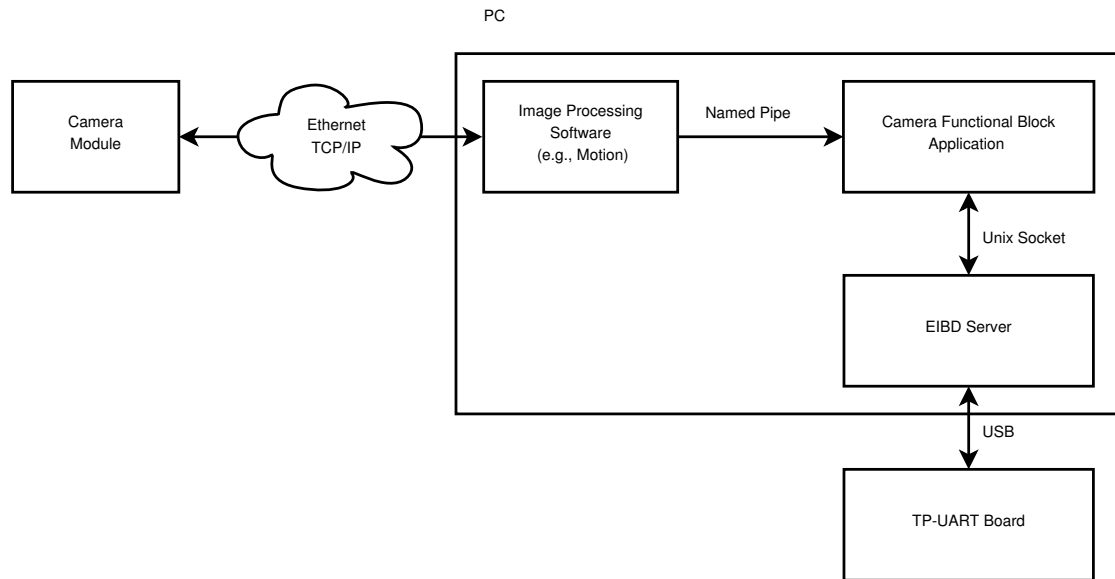 PC
Camera
Module
Ethernet
TCP/IP
Image Processing
Software
(e.g., Motion)
Named Pipe
Camera Functional Block
Application
Unix Socket
EIBD Server
USB
TP-UART Board